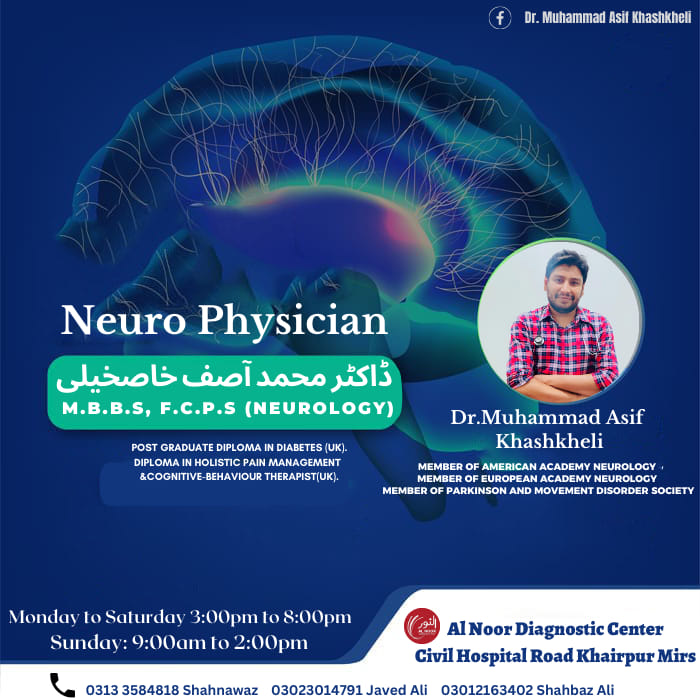 Dr. Muhammad Asif Khashkheli
Neuro Physician
ڈاکٹر محمد آصف خاصخیلی
M.B.B.S, F.C.P.S (NEUROLOGY)
POST GRADUATE DIPLOMA IN DIABETES (UK).
DIPLOMA IN HOLISTIC PAIN MANAGEMENT
&COGNITIVE-BEHAVIOUR THERAPIST(UK).
Dr.Muhammad Asif
Khashkheli
MEMBER OF AMERICAN ACADEMY NEUROLOGY
MEMBER OF EUROPEAN ACADEMY NEUROLOGY
MEMBER OF PARKINSON AND MOVEMENT DISORDER SOCIETY
Monday to Saturday 3:00pm to 8:00pm
Sunday: 9:00am to 2:00pm
النور
AL NOOR
Al Noor Diagnostic Center
Civil Hospital Road Khairpur Mirs
0313 3584818 Shahnawaz 03023014791 Javed Ali 03012163402 Shahbaz Ali